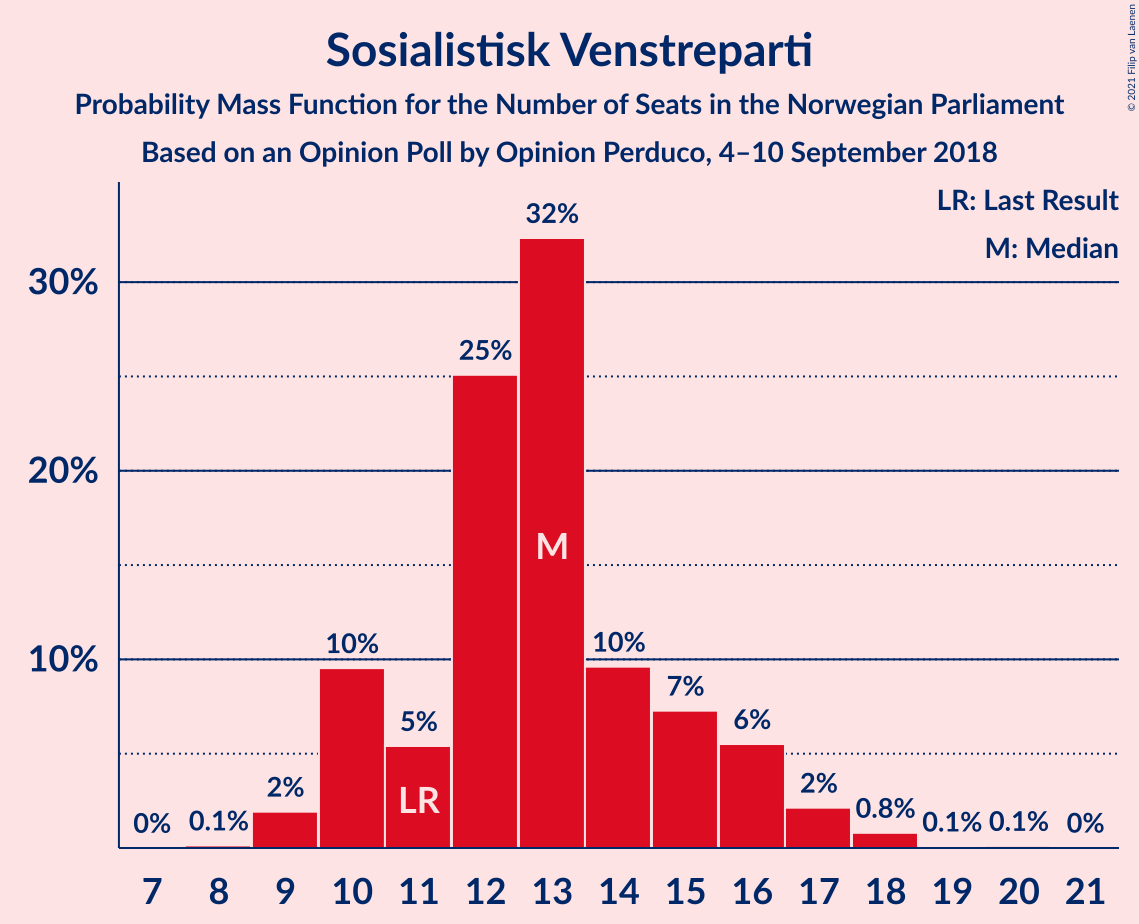 Sosialistisk Venstreparti
Probability Mass Function for the Number of Seats in the Norwegian Parliament
Based on an Opinion Poll by Opinion Perduco, 4–10 September 2018
© 2021 Filip van Laenen
LR: Last Result
M: Median
32%
30%
25%
20%
M
10%
10%
10%
7%
6%
5%
2%
LR
2%
0.8%
0%
0.1%
0.1%
0.1%
0%
7 8 9 10 11 12 13 14 15 16 17 18 19 20 21